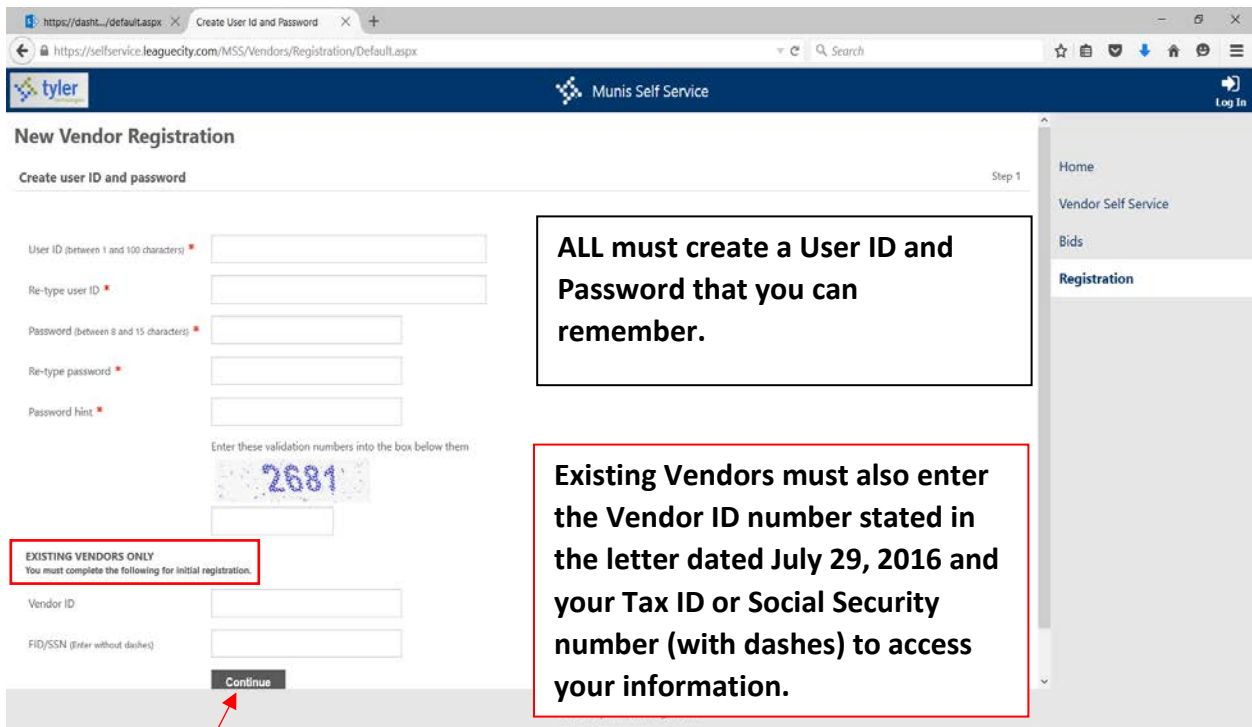 https://dasht.../default.aspx
Create User Id and Password
https://selfservice.leaguecity.com/MSS/Vendors/Registration/Default.aspx
Search
tyler
technologies
Munis Self Service
Log In
New Vendor Registration
Create user ID and password
Step 1
Home
Vendor Self Service
Bids
Registration
User ID (between 1 and 100 characters) *
Re-type user ID *
Password (between 8 and 15 characters) *
Re-type password *
Password hint *
ALL must create a User ID and
Password that you can
remember.
Enter these validation numbers into the box below them
2681
EXISTING VENDORS ONLY
You must complete the following for initial registration.
Vendor ID
FID/SSN (Enter without dashes)
Continue
Existing Vendors must also enter
the Vendor ID number stated in
the letter dated July 29, 2016 and
your Tax ID or Social Security
number (with dashes) to access
your information.